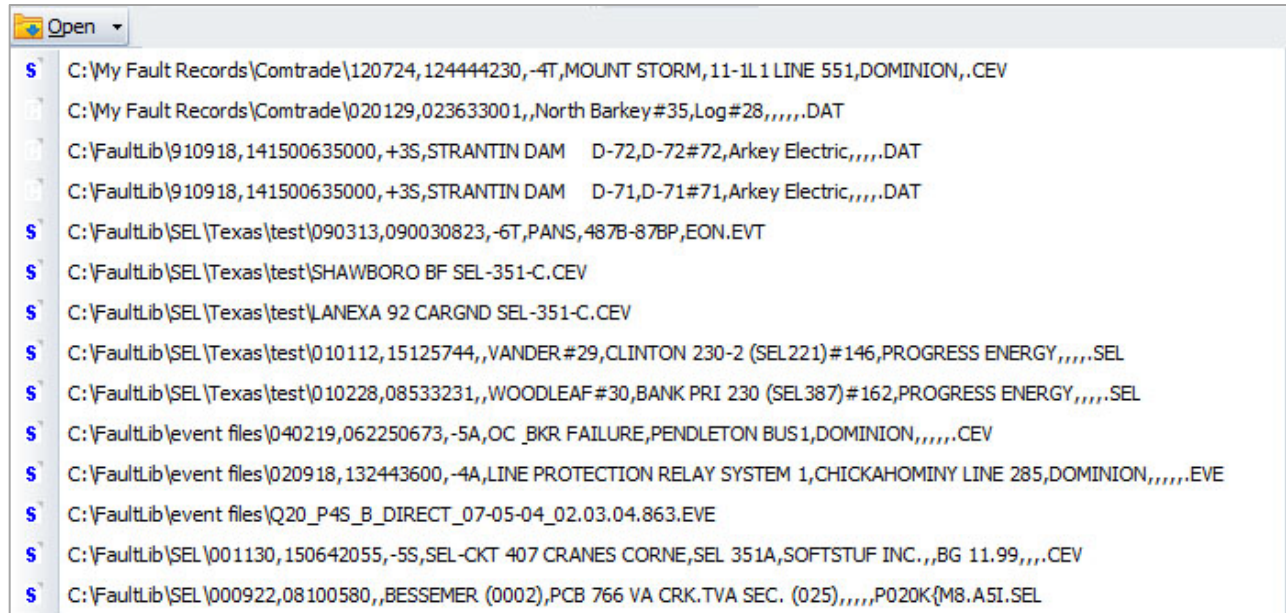 Open
S C:\My Fault Records\Comtrade\120724,124444230,-4T,MOUNT STORM,11-1L1 LINE 551,DOMINION,.CEV
C:\My Fault Records\Comtrade\020129,023633001,,North Barkey#35,Log#28,,,,,.DAT
C:\FaultLib\910918,141500635000,+3S,STRANTIN DAM    D-72,D-72#72,Arkey Electric,,,,.DAT
C:\FaultLib\910918,141500635000,+3S,STRANTIN DAM    D-71,D-71#71,Arkey Electric,,,,.DAT
S C:\FaultLib\SEL\Texas\test\090313,090030823,-6T,PANS,487B-87BP,EON.EVT
S C:\FaultLib\SEL\Texas\test\SHAWBORO BF SEL-351-C.CEV
S C:\FaultLib\SEL\Texas\test\LANEXA 92 CARGND SEL-351-C.CEV
S C:\FaultLib\SEL\Texas\test\010112,15125744,,VANDER#29,CLINTON 230-2 (SEL221)#146,PROGRESS ENERGY,,,,.SEL
S C:\FaultLib\SEL\Texas\test\010228,08533231,,WOODLEAF#30,BANK PRI 230 (SEL387)#162,PROGRESS ENERGY,,,,.SEL
S C:\FaultLib\event files\040219,062250673,-5A,OC_BKR FAILURE,PENDLETON BUS1,DOMINION,,,,,.CEV
S C:\FaultLib\event files\020918,132443600,-4A,LINE PROTECTION RELAY SYSTEM 1,CHICKAHOMINY LINE 285,DOMINION,,,,,.EVE
S C:\FaultLib\event files\Q20_P4S_B_DIRECT_07-05-04_02.03.04.863.EVE
S C:\FaultLib\SEL\001130,150642055,-5S,SEL-CKT 407 CRANES CORNE,SEL 351A,SOFTSTUF INC.,,BG 11.99,,,.CEV
S C:\FaultLib\SEL\000922,08100580,,BESSEMER (0002),PCB 766 VA CRK.TVA SEC. (025),,,,,P020K{M8.A5I.SEL